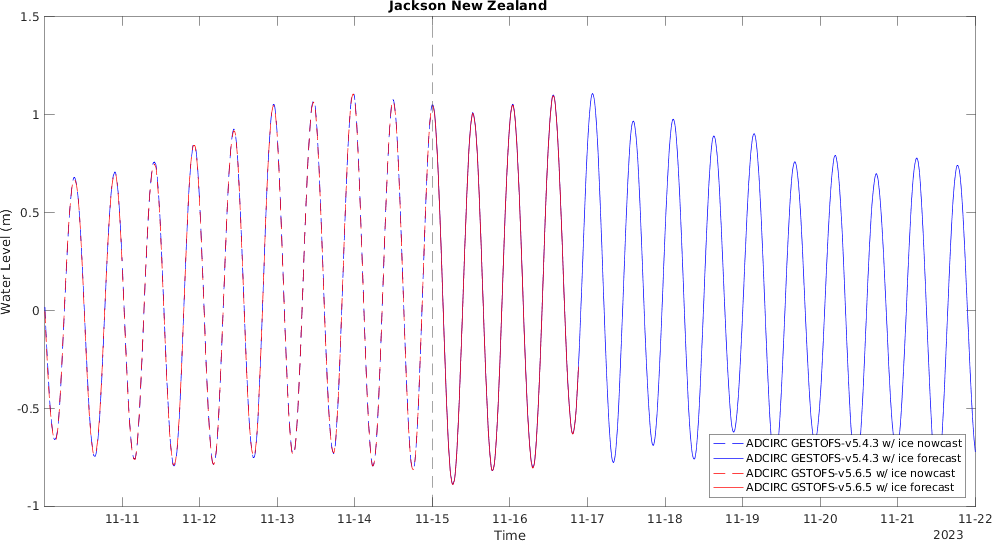 Jackson New Zealand
1.5
1
0.5
0
-0.5
-1
Water Level (m)
ADCIRC GESTOFS-v5.4.3 w/ ice nowcast
ADCIRC GESTOFS-v5.4.3 w/ ice forecast
ADCIRC GSTOFS-v5.6.5 w/ ice nowcast
ADCIRC GSTOFS-v5.6.5 w/ ice forecast
11-11 11-12 11-13 11-14 11-15 11-16 11-17 11-18 11-19 11-20 11-21 11-22
Time
2023